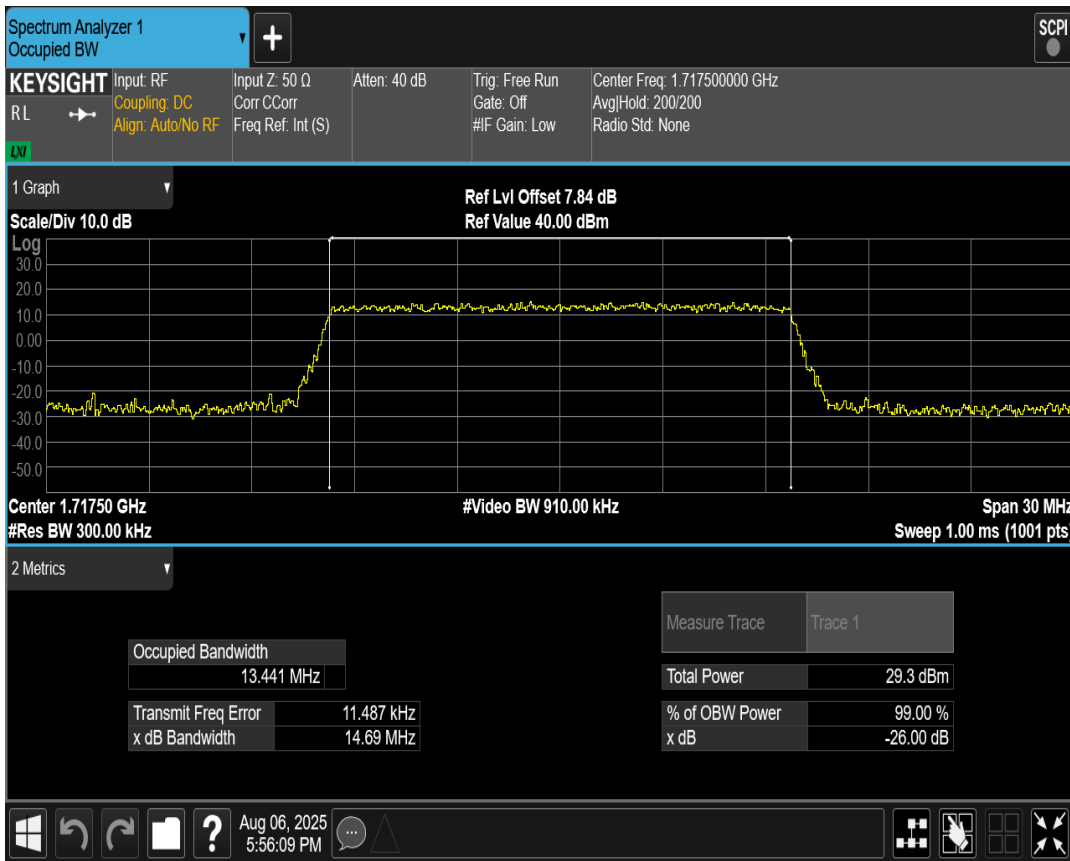 Spectrum Analyzer 1
Occupied BW
+
SCPI
KEYSIGHT
R L
LXI
Input: RF
Coupling: DC
Align: Auto/No RF
Input Z: 50 Ω
Corr CCorr
Freq Ref: Int (S)
Atten: 40 dB
Trig: Free Run
Gate: Off
#IF Gain: Low
Center Freq: 1.717500000 GHz
Avg|Hold: 200/200
Radio Std: None
1 Graph
Scale/Div 10.0 dB
Ref Lvl Offset 7.84 dB
Ref Value 40.00 dBm
Log
30.0
20.0
10.0
0.00
-10.0
-20.0
-30.0
-40.0
-50.0
Center 1.71750 GHz
#Res BW 300.00 kHz
#Video BW 910.00 kHz
Span 30 MHz
Sweep 1.00 ms (1001 pts)
2 Metrics
Measure Trace Trace 1
Occupied Bandwidth
13.441 MHz
Total Power 29.3 dBm
Transmit Freq Error 11.487 kHz
% of OBW Power 99.00 %
x dB Bandwidth 14.69 MHz
x dB -26.00 dB
?
Aug 06, 2025
5:56:09 PM